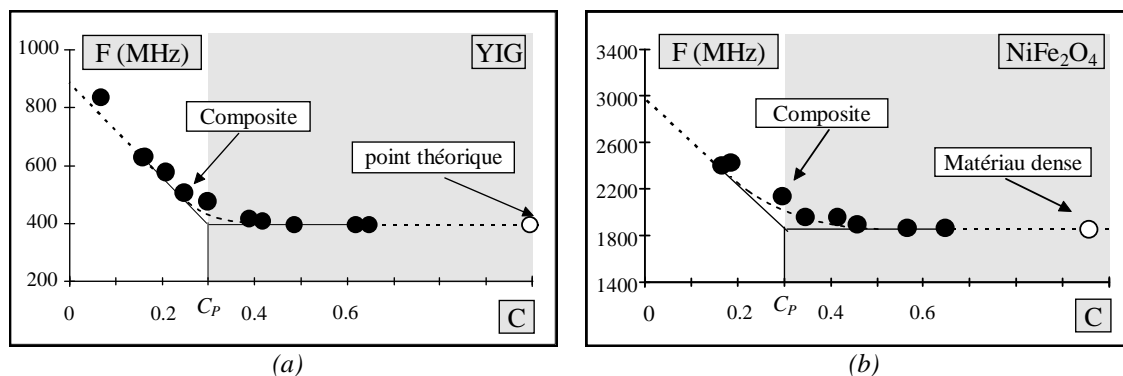 1000
F (MHz)
YIG
800
Composite
600
point théorique
400
200
0
C_P
0.2
0.4
0.6
C
(a)
3400
F (MHz)
NiFe₂O₄
3000
Composite
2600
Matériau dense
2200
1800
1400
0
0.2
C_P
0.4
0.6
C
(b)